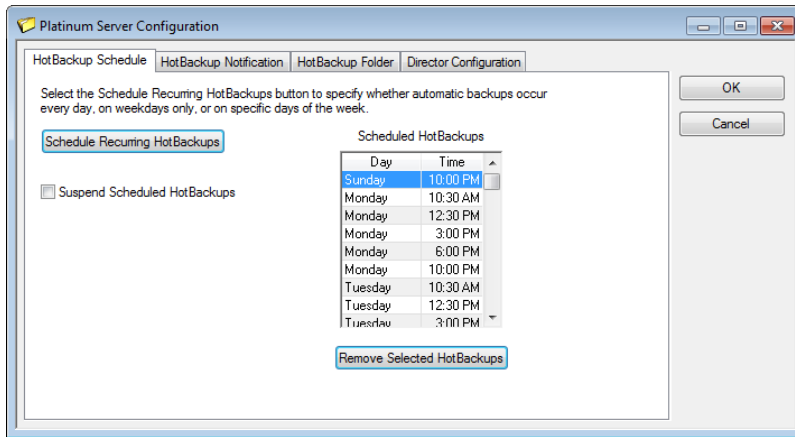 Platinum Server Configuration
HotBackup Schedule HotBackup Notification HotBackup Folder Director Configuration
Select the Schedule Recurring HotBackups button to specify whether automatic backups occur
every day, on weekdays only, or on specific days of the week.
OK
Cancel
Schedule Recurring HotBackups
Suspend Scheduled HotBackups
Scheduled HotBackups
Day Time
Sunday 10:00 PM
Monday 10:30 AM
Monday 12:30 PM
Monday 3:00 PM
Monday 6:00 PM
Monday 10:00 PM
Tuesday 10:30 AM
Tuesday 12:30 PM
Tuesday 3:00 PM
Remove Selected HotBackups